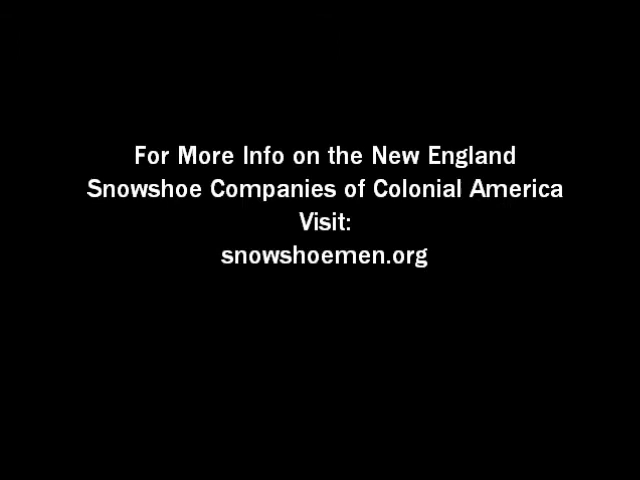 For More Info on the New England
Snowshoe Companies of Colonial America
Visit:
snowshoemen.org